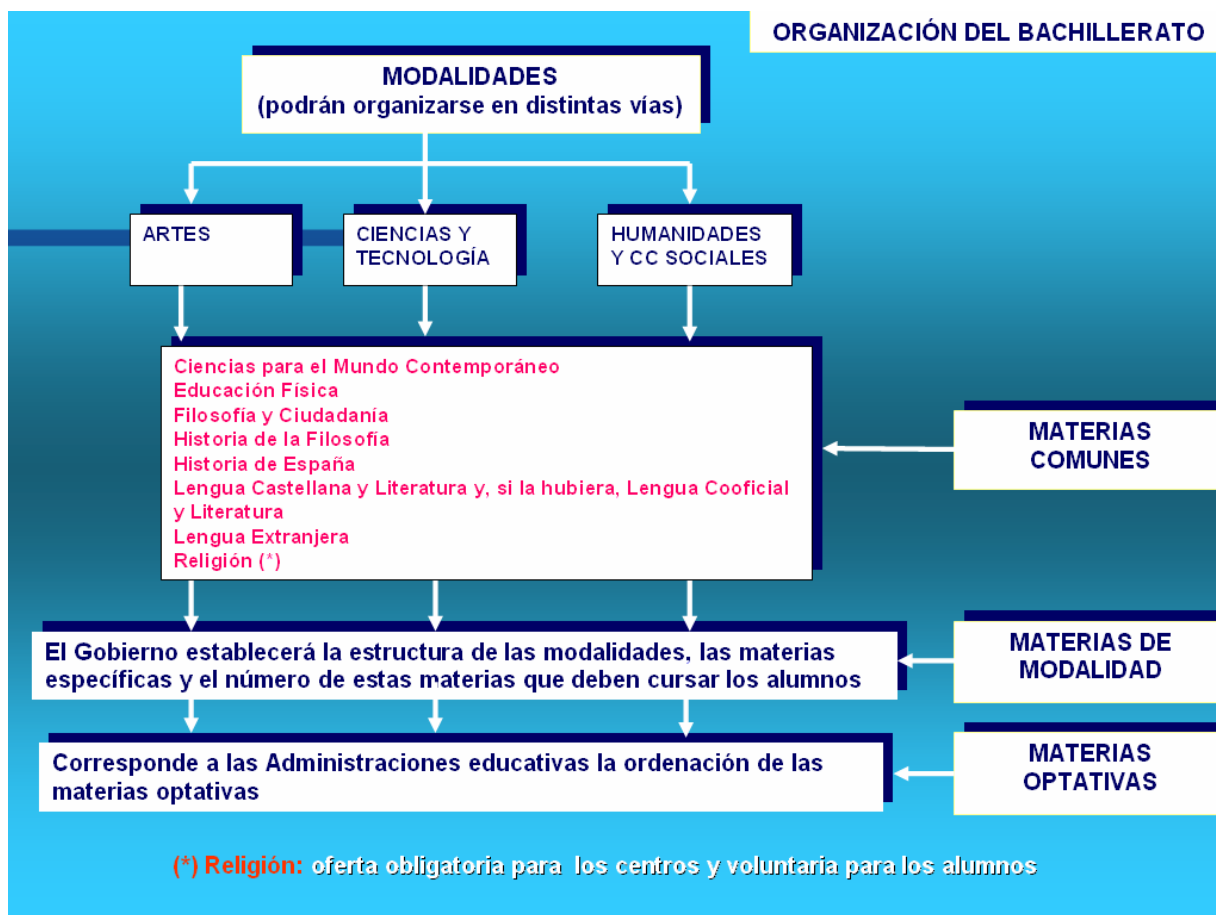 ORGANIZACIÓN DEL BACHILLERATO
MODALIDADES
(podrán organizarse en distintas vías)
ARTES
CIENCIAS Y
TECNOLOGÍA
HUMANIDADES
Y CC SOCIALES
Ciencias para el Mundo Contemporáneo
Educación Física
Filosofía y Ciudadanía
Historia de la Filosofía
Historia de España
Lengua Castellana y Literatura y, si la hubiera, Lengua Cooficial
y Literatura
Lengua Extranjera
Religión (*)
MATERIAS
COMUNES
El Gobierno establecerá la estructura de las modalidades, las materias
específicas y el número de estas materias que deben cursar los alumnos
MATERIAS DE
MODALIDAD
Corresponde a las Administraciones educativas la ordenación de las
materias optativas
MATERIAS
OPTATIVAS
(*) Religión: oferta obligatoria para los centros y voluntaria para los alumnos